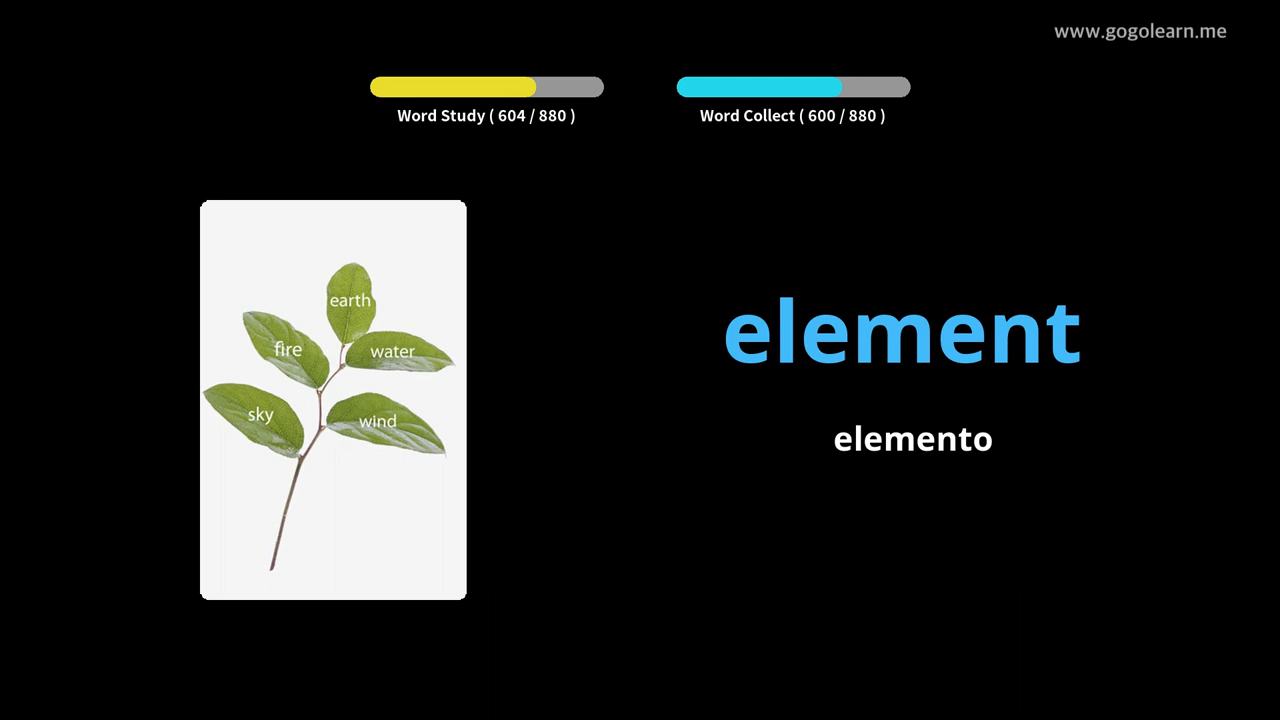 www.gogolearn.me
Word Study ( 604 / 880 )
Word Collect ( 600 / 880 )
earth
fire
water
sky
wind
element
elemento